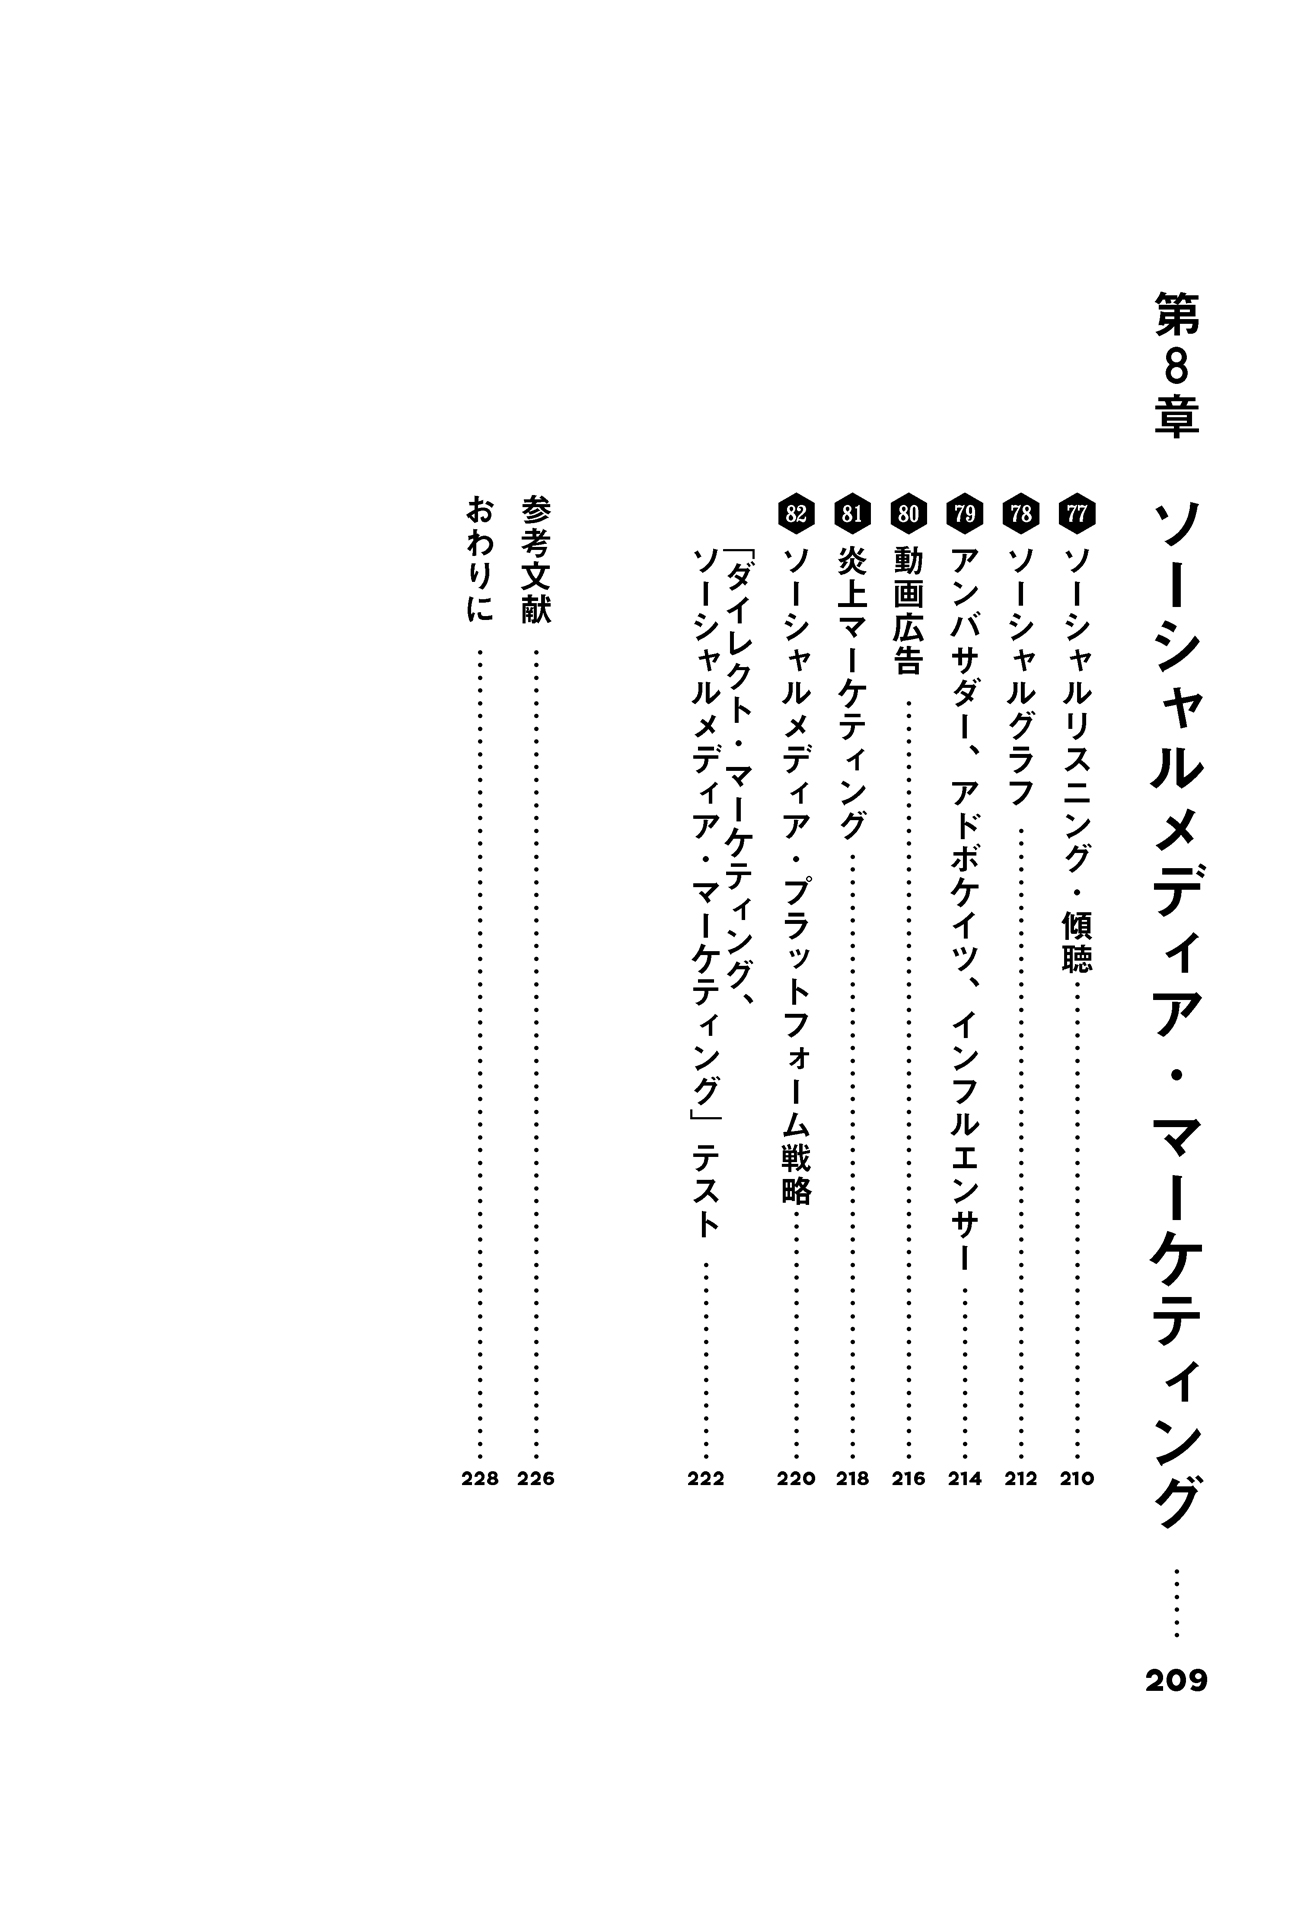 第8章 ソーシャルメディア・マーケティング …… 209
77 ソーシャルリスニング・傾聴 …… 210
78 ソーシャルグラフ …… 212
79 アンバサダー、アドボケイツ、インフルエンサー …… 214
80 動画広告 …… 216
81 炎上マーケティング …… 218
82 ソーシャルメディア・プラットフォーム戦略 …… 220
「ダイレクト・マーケティング、
ソーシャルメディア・マーケティング」テスト …… 222
参考文献 …… 226
おわりに …… 228